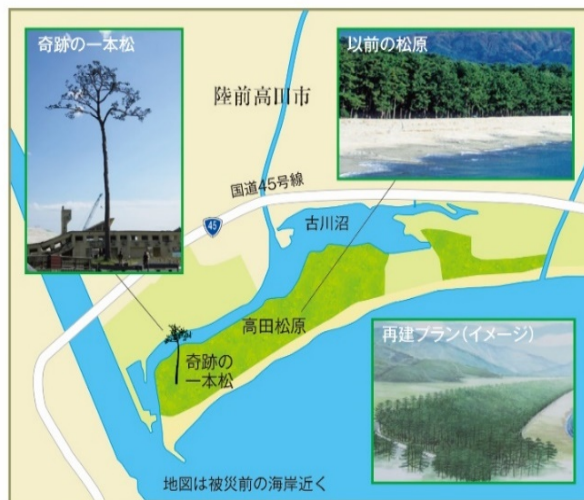 奇跡の一本松
以前の松原
陸前高田市
国道45号線
45
古川沼
高田松原
奇跡の
一本松
再建プラン(イメージ)
地図は被災前の海岸近く